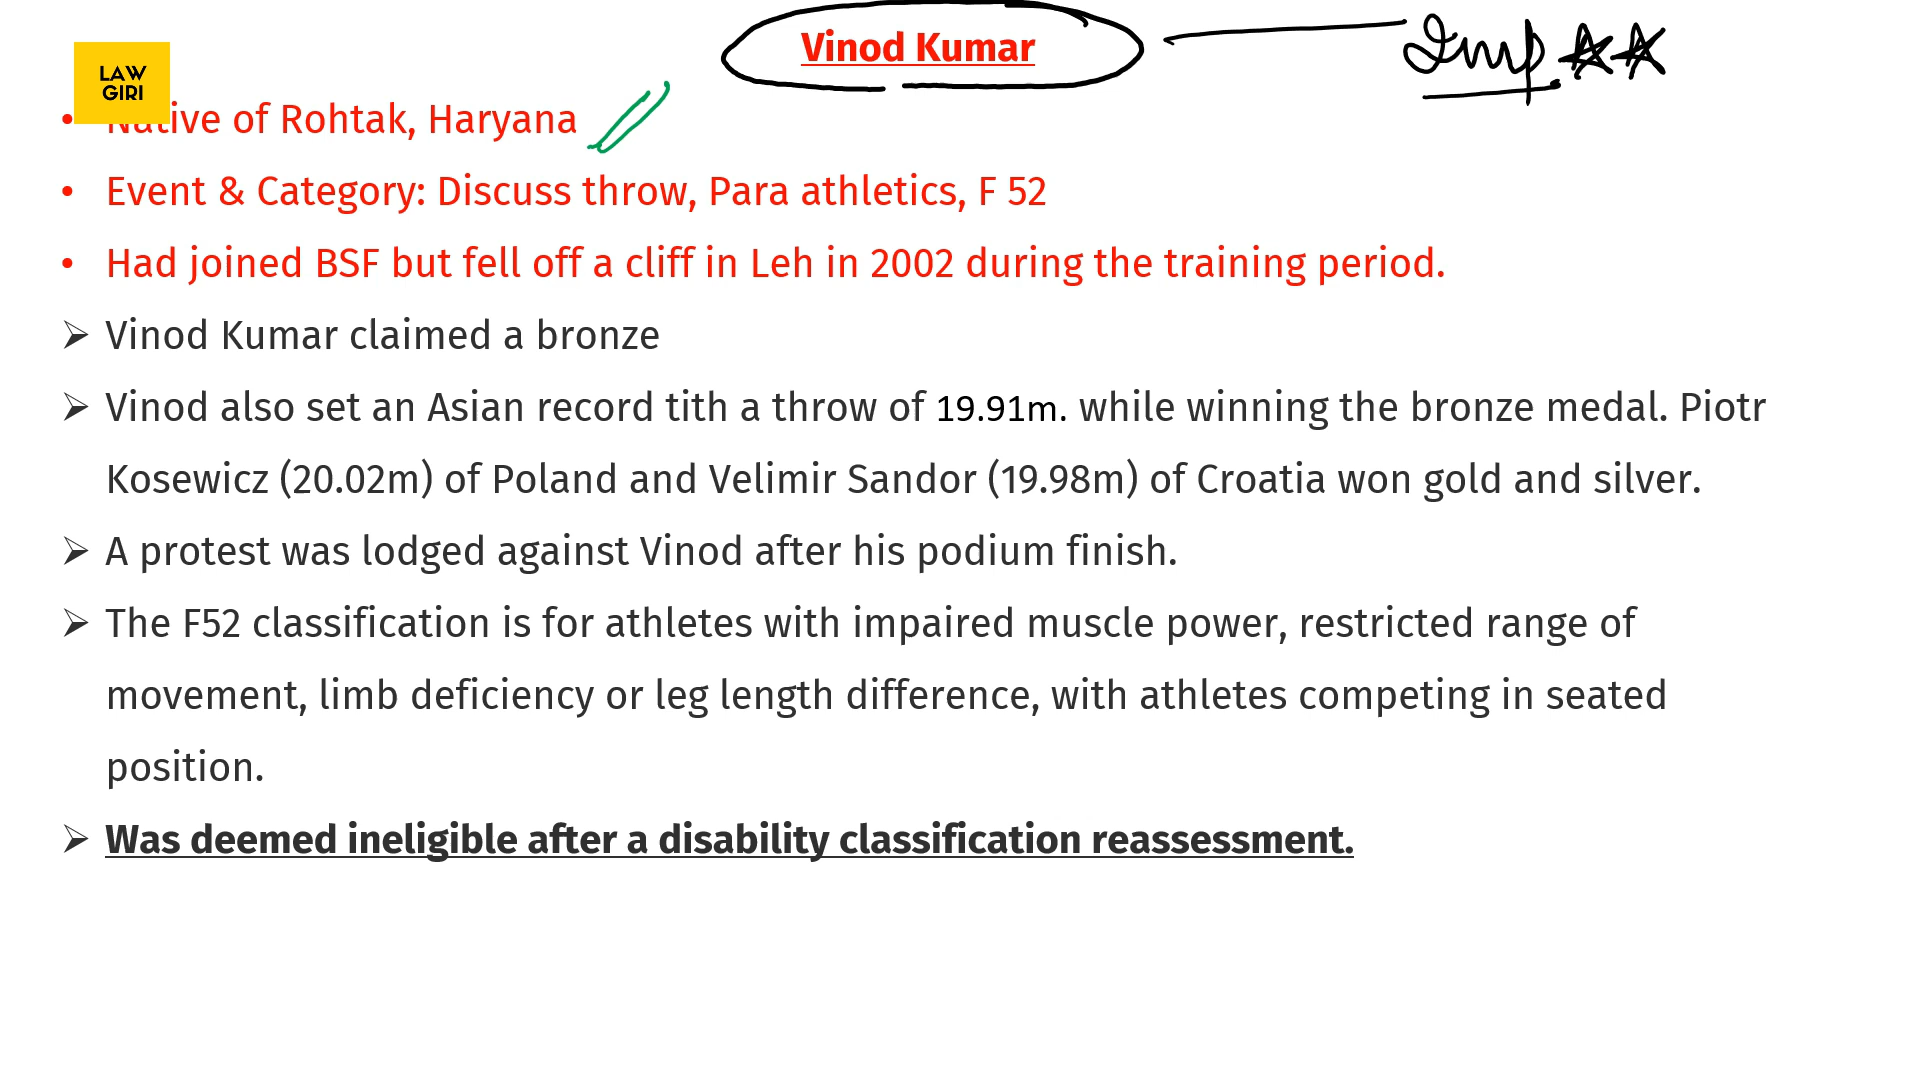 Vinod Kumar
Imp.
LAW
GIRI
• Native of Rohtak, Haryana
• Event & Category: Discuss throw, Para athletics, F 52
• Had joined BSF but fell off a cliff in Leh in 2002 during the training period.
➢ Vinod Kumar claimed a bronze
➢ Vinod also set an Asian record tith a throw of 19.91m. while winning the bronze medal. Piotr
Kosewicz (20.02m) of Poland and Velimir Sandor (19.98m) of Croatia won gold and silver.
➢ A protest was lodged against Vinod after his podium finish.
➢ The F52 classification is for athletes with impaired muscle power, restricted range of
movement, limb deficiency or leg length difference, with athletes competing in seated
position.
➢ Was deemed ineligible after a disability classification reassessment.